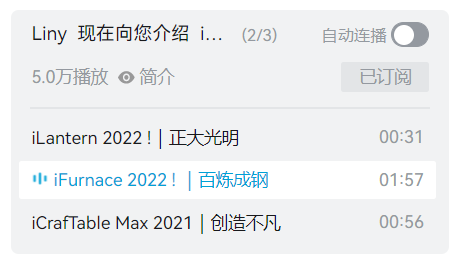 Liny 现在向您介绍 i... (2/3) 自动连播
5.0万播放 简介 已订阅
iLantern 2022 ! | 正大光明 00:31
iFurnace 2022 ! | 百炼成钢 01:57
iCrafTable Max 2021 | 创造不凡 00:56